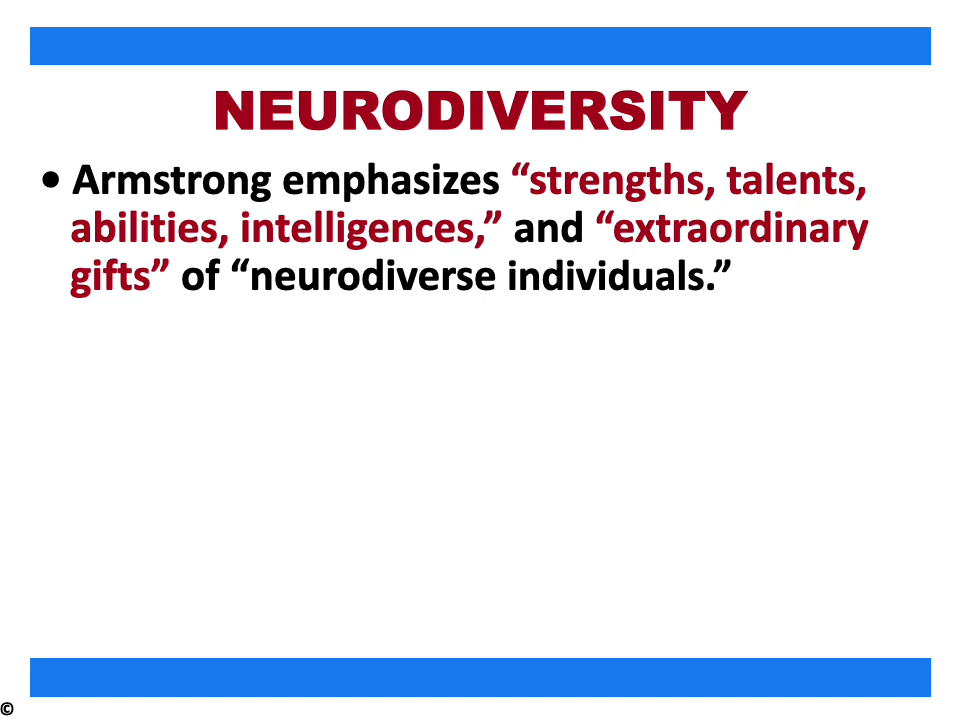 NEURODIVERSITY
• Armstrong emphasizes “strengths, talents,
abilities, intelligences,” and “extraordinary
gifts” of “neurodiverse individuals.”
©